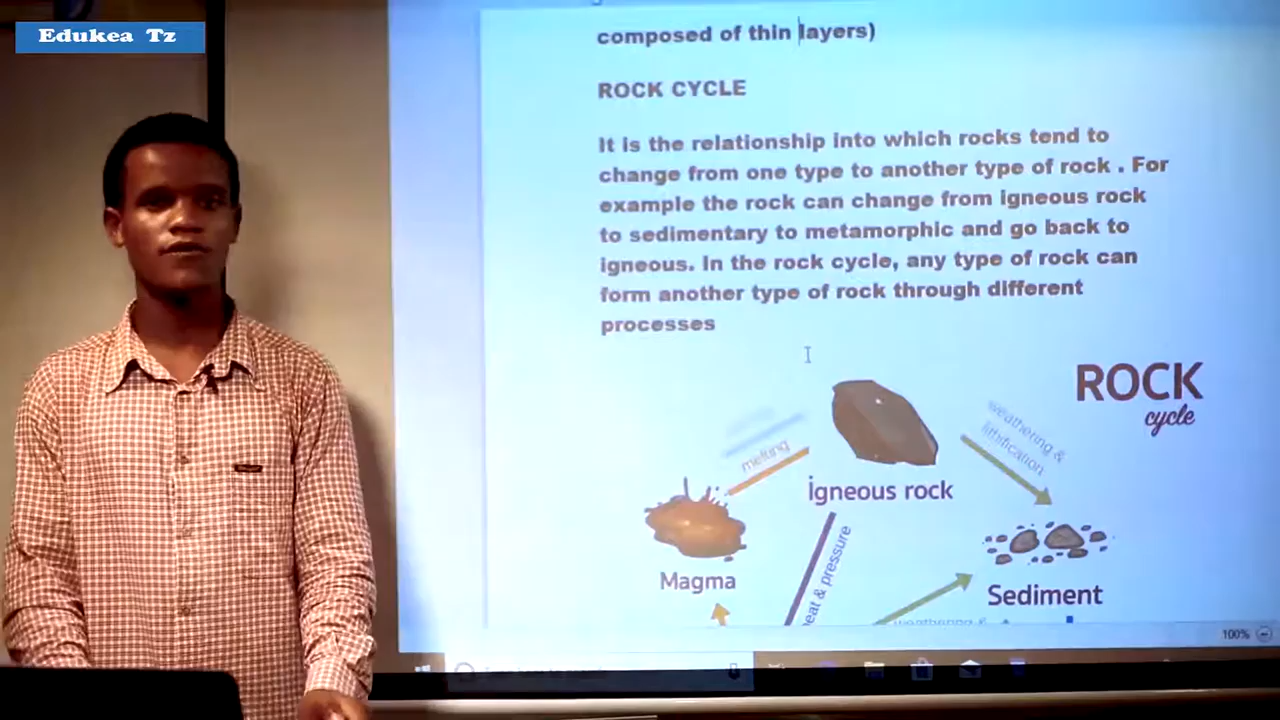 Edukea Tz
composed of thin layers)
ROCK CYCLE
It is the relationship into which rocks tend to
change from one type to another type of rock . For
example the rock can change from igneous rock
to sedimentary to metamorphic and go back to
igneous. In the rock cycle, any type of rock can
form another type of rock through different
processes
ROCK
cycle
weathering &
lithification
melting
igneous rock
heat & pressure
Magma
Sediment
weathering &
100%